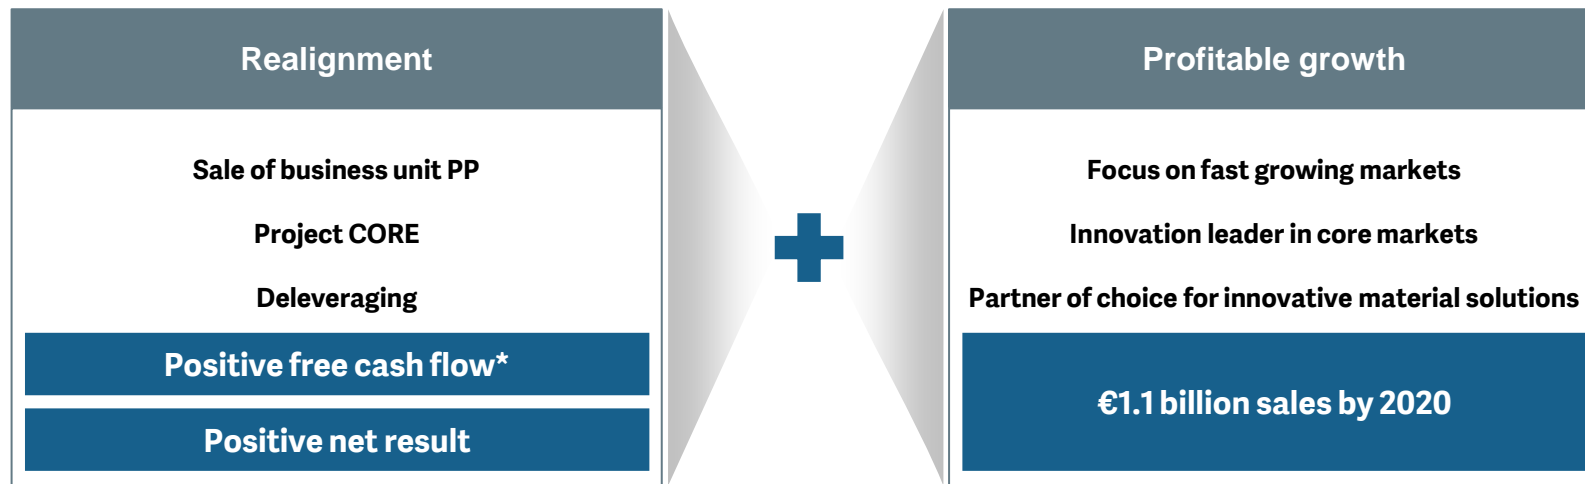 Realignment
Sale of business unit PP
Project CORE
Deleveraging
Positive free cash flow*
Positive net result
Profitable growth
Focus on fast growing markets
Innovation leader in core markets
Partner of choice for innovative material solutions
€1.1 billion sales by 2020